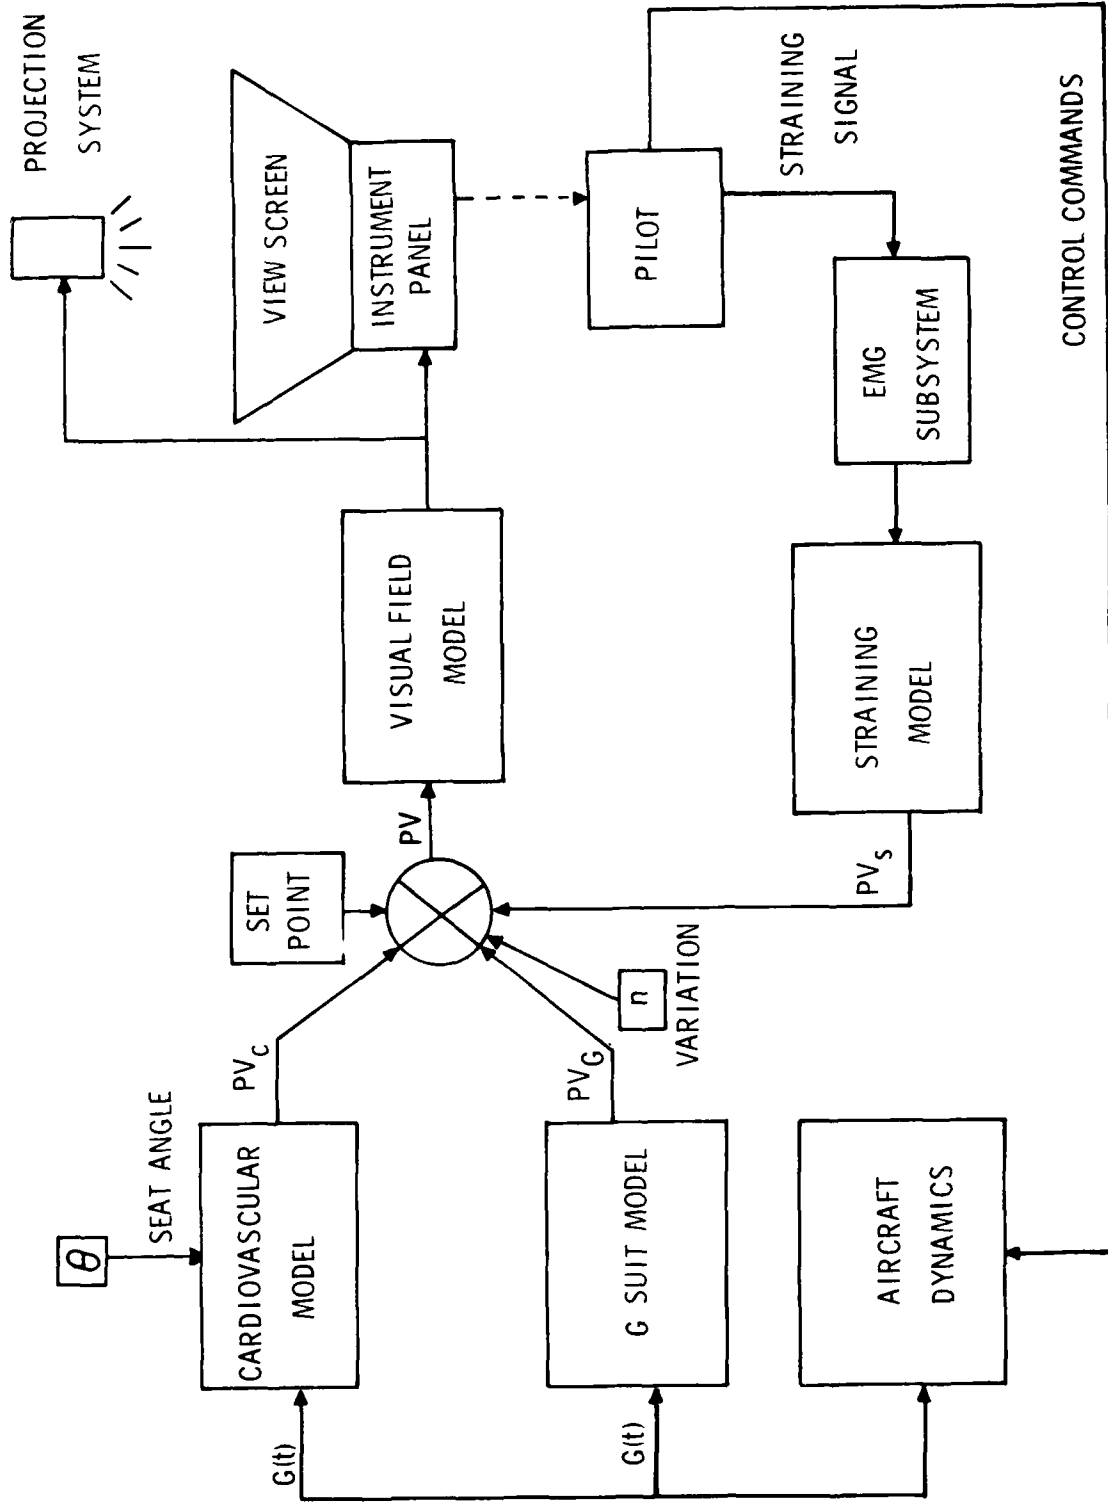 PROJECTION
SYSTEM
VIEW SCREEN
INSTRUMENT
PANEL
PILOT
STRAINING
SIGNAL
CONTROL COMMANDS
EMG
SUBSYSTEM
VISUAL FIELD
MODEL
STRAINING
MODEL
PV
PVS
SET
POINT
n
VARIATION
PVC
PVG
θ
SEAT ANGLE
CARDIOVASCULAR
MODEL
G SUIT MODEL
AIRCRAFT
DYNAMICS
G(t)
G(t)